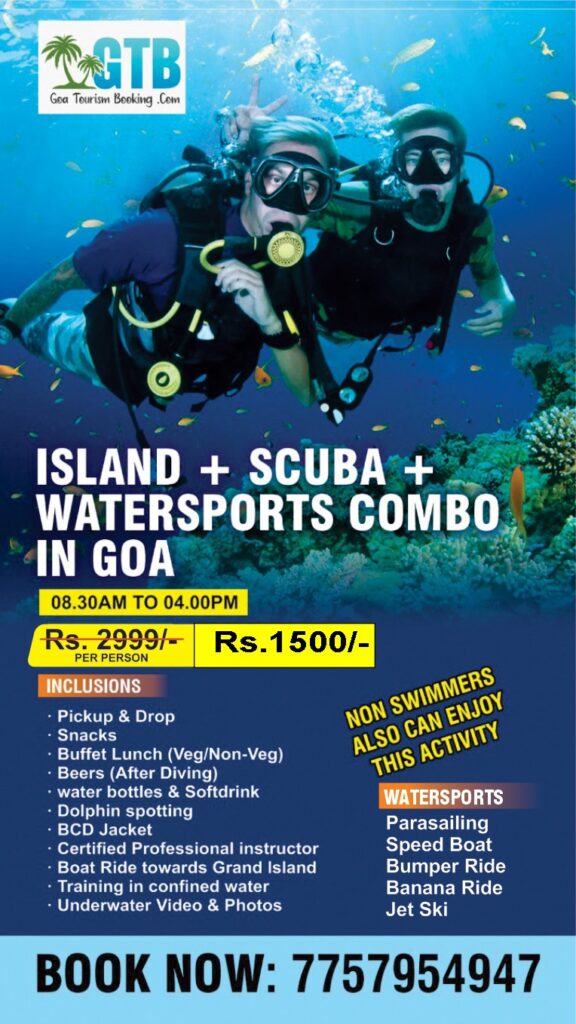 GTB
Goa Tourism Booking .Com
ISLAND + SCUBA +
WATERSPORTS COMBO
IN GOA
08.30AM TO 04.00PM
Rs. 2999/- Rs.1500/-
PER PERSON
INCLUSIONS
· Pickup & Drop
· Snacks
· Buffet Lunch (Veg/Non-Veg)
· Beers (After Diving)
· water bottles & Softdrink
· Dolphin spotting
· BCD Jacket
· Certified Professional instructor
· Boat Ride towards Grand Island
· Training in confined water
· Underwater Video & Photos
NON SWIMMERS
ALSO CAN ENJOY
THIS ACTIVITY
WATERSPORTS
Parasailing
Speed Boat
Bumper Ride
Banana Ride
Jet Ski
BOOK NOW: 7757954947